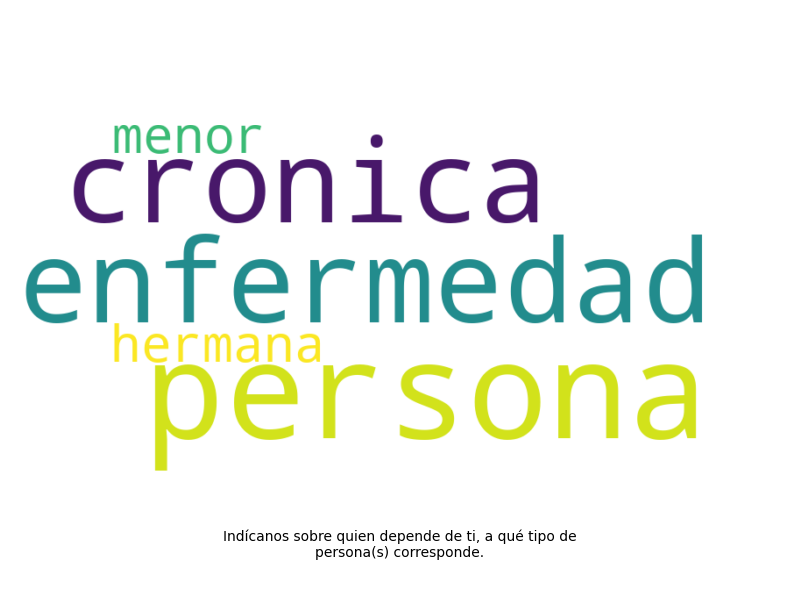 menor
cronica
enfermedad
hermana
persona
Indícanos sobre quien depende de ti, a qué tipo de
persona(s) corresponde.